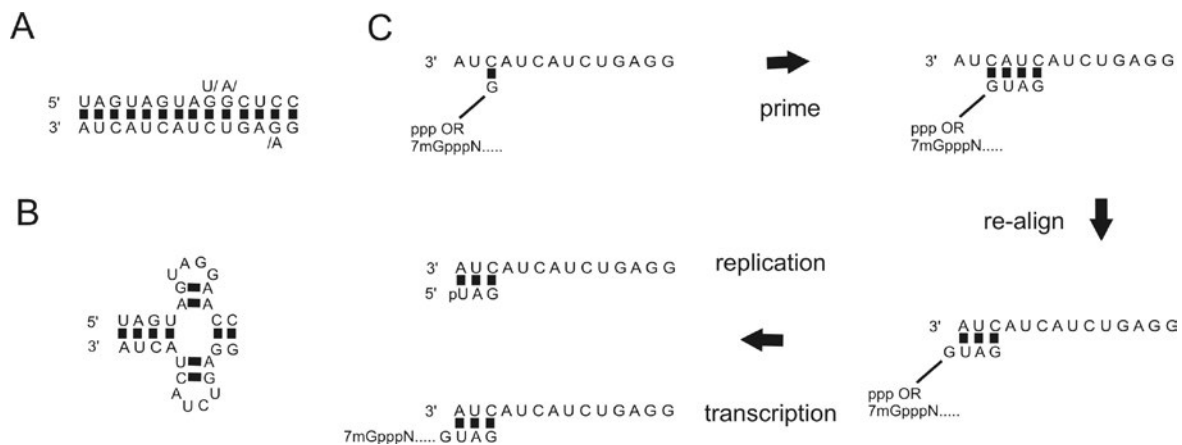 A
U/ A/
5' UAGUAGUAGGCUCC
3' AUCAUCAUCUGAGG
/A
B
A
U G
G A
A A
5' UAGU CC
3' AUCA GG
U A
C G
A U
U C
C
3' AUCAUCAUCUGAGG
G
ppp OR
7mGpppN.....
prime
3' AUCAUCAUCUGAGG
GUAG
ppp OR
7mGpppN.....
re-align
3' AUCAUCAUCUGAGG
GUAG
ppp OR
7mGpppN.....
replication
3' AUCAUCAUCUGAGG
5' pUAG
transcription
3' AUCAUCAUCUGAGG
7mGpppN..... GUAG